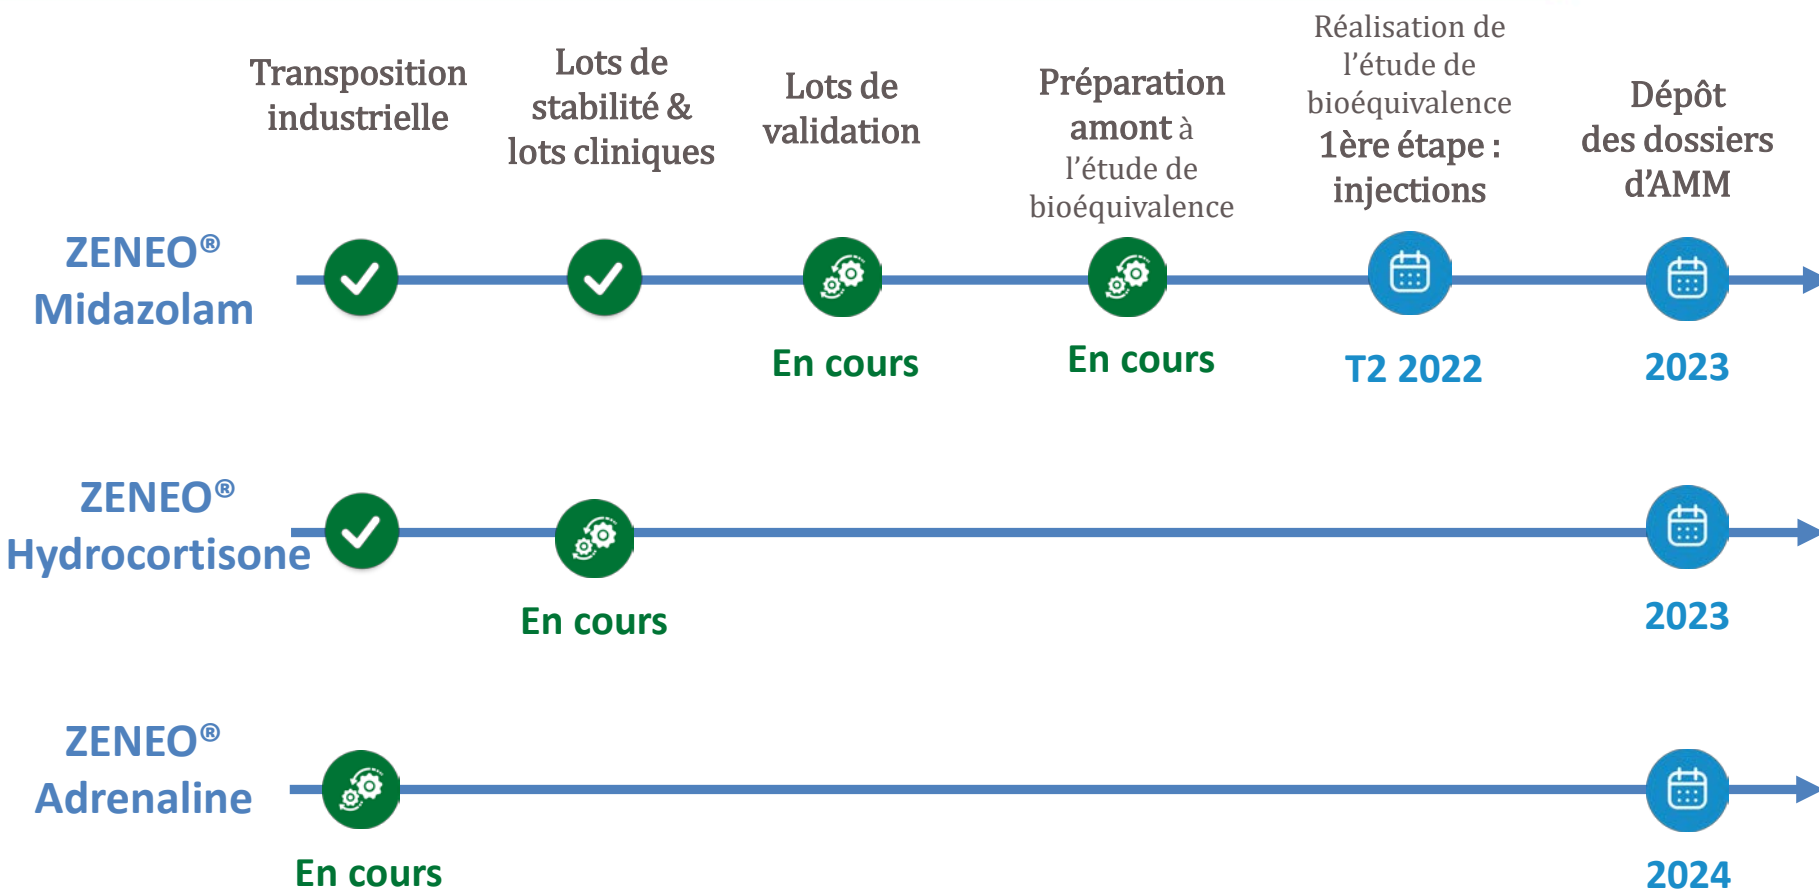 Transposition
industrielle
Lots de
stabilité &
lots cliniques
Lots de
validation
Préparation
amont à
l’étude de
bioéquivalence
Réalisation de
l’étude de
bioéquivalence
1ère étape :
injections
Dépôt
des dossiers
d’AMM
ZENEO®
Midazolam
En cours
En cours
T2 2022
2023
ZENEO®
Hydrocortisone
En cours
2023
ZENEO®
Adrenaline
En cours
2024